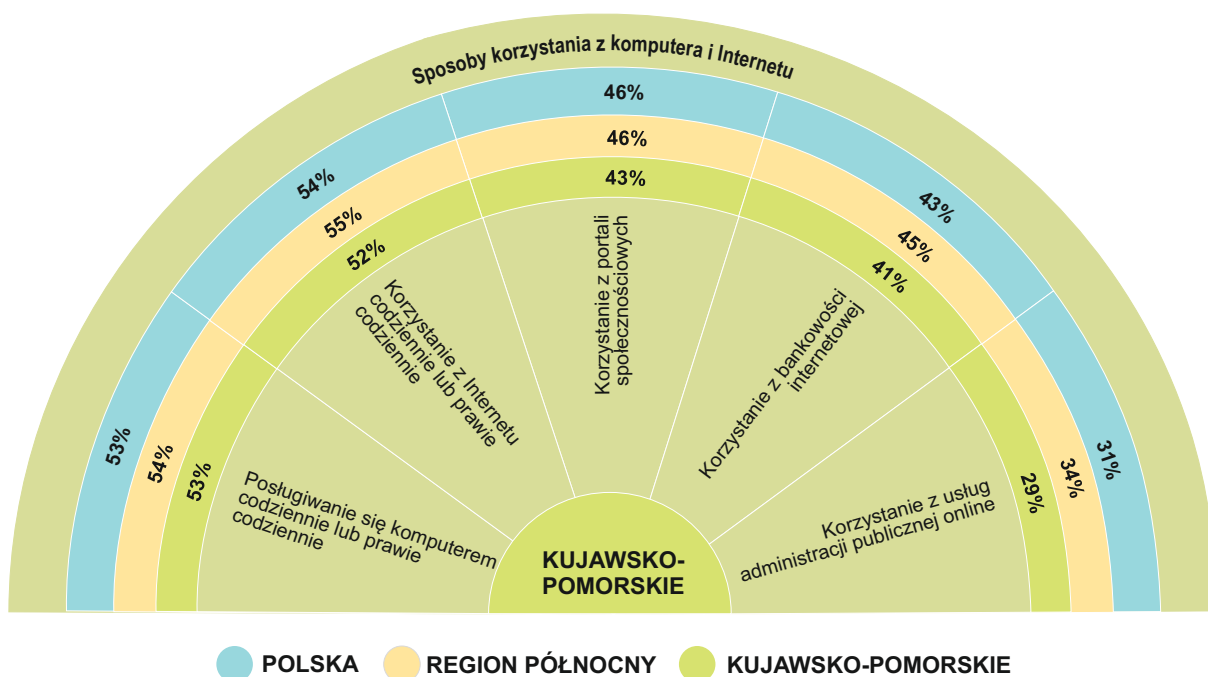 Sposoby korzystania z komputera i Internetu
46%
46%
43%
54%
55%
52%
43%
45%
41%
53%
54%
53%
31%
34%
29%
Posługiwanie się komputerem
codziennie lub prawie
codziennie
Korzystanie z Internetu
codziennie lub prawie
codziennie
Korzystanie z portali
społecznościowych
Korzystanie z bankowości
internetowej
Korzystanie z usług
administracji publicznej online
KUJAWSKO-
POMORSKIE
POLSKA
REGION PÓŁNOCNY
KUJAWSKO-POMORSKIE